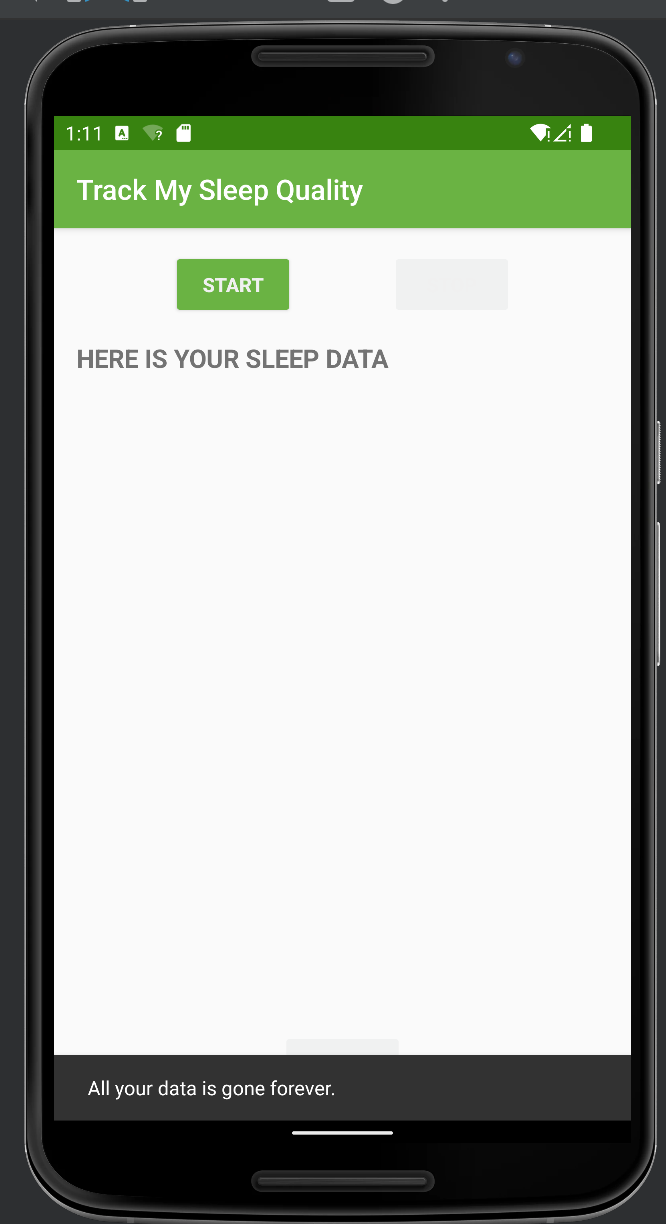 1:11
Track My Sleep Quality
START
HERE IS YOUR SLEEP DATA
All your data is gone forever.